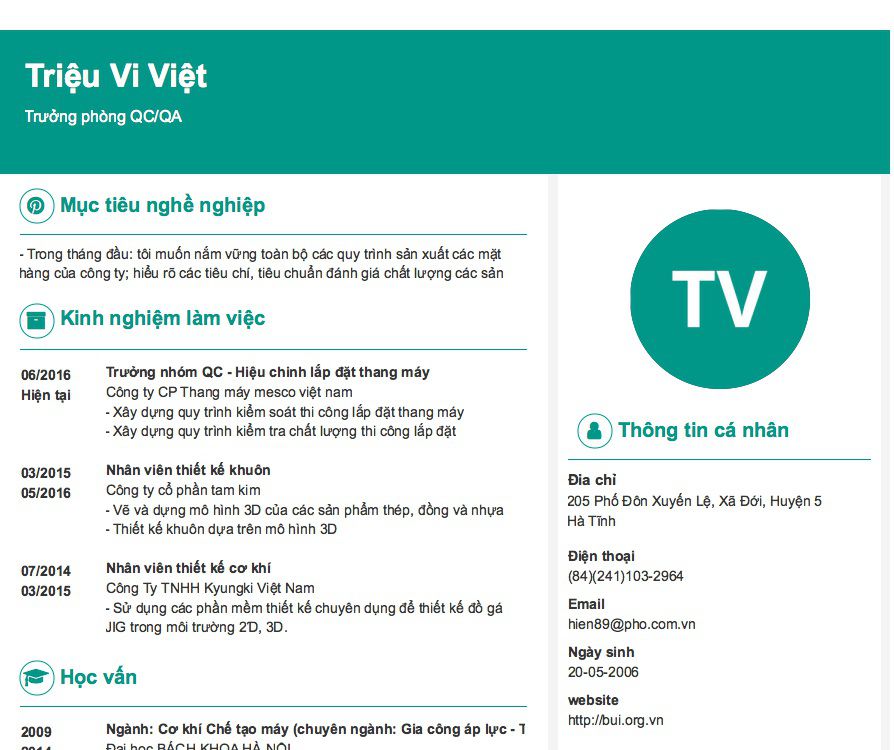 Triệu Vi Việt
Trưởng phòng QC/QA
Mục tiêu nghề nghiệp
- Trong tháng đầu: tôi muốn nắm vững toàn bộ các quy trình sản xuất các mặt
hàng của công ty; hiểu rõ các tiêu chí, tiêu chuẩn đánh giá chất lượng các sản
Kinh nghiệm làm việc
06/2016
Hiện tại
Trưởng nhóm QC - Hiệu chinh lắp đặt thang máy
Công ty CP Thang máy mesco việt nam
- Xây dựng quy trình kiểm soát thi công lắp đặt thang máy
- Xây dựng quy trình kiểm tra chất lượng thi công lắp đặt
03/2015
05/2016
Nhân viên thiết kế khuôn
Công ty cổ phần tam kim
- Vẽ và dựng mô hình 3D của các sản phẩm thép, đồng và nhựa
- Thiết kế khuôn dựa trên mô hình 3D
07/2014
03/2015
Nhân viên thiết kế cơ khí
Công Ty TNHH Kyungki Việt Nam
- Sử dụng các phần mềm thiết kế chuyên dụng để thiết kế đồ gá
JIG trong môi trường 2D, 3D.
Học vấn
2009
2014
Ngành: Cơ khí Chế tạo máy (chuyên ngành: Gia công áp lực - T
Đại học BÁCH KHOA HÀ NỘI
TV
Thông tin cá nhân
Địa chỉ
205 Phố Đôn Xuyến Lệ, Xã Đới, Huyện 5
Hà Tĩnh
Điện thoại
(84)(241)103-2964
Email
hien89@pho.com.vn
Ngày sinh
20-05-2006
website
http://bui.org.vn